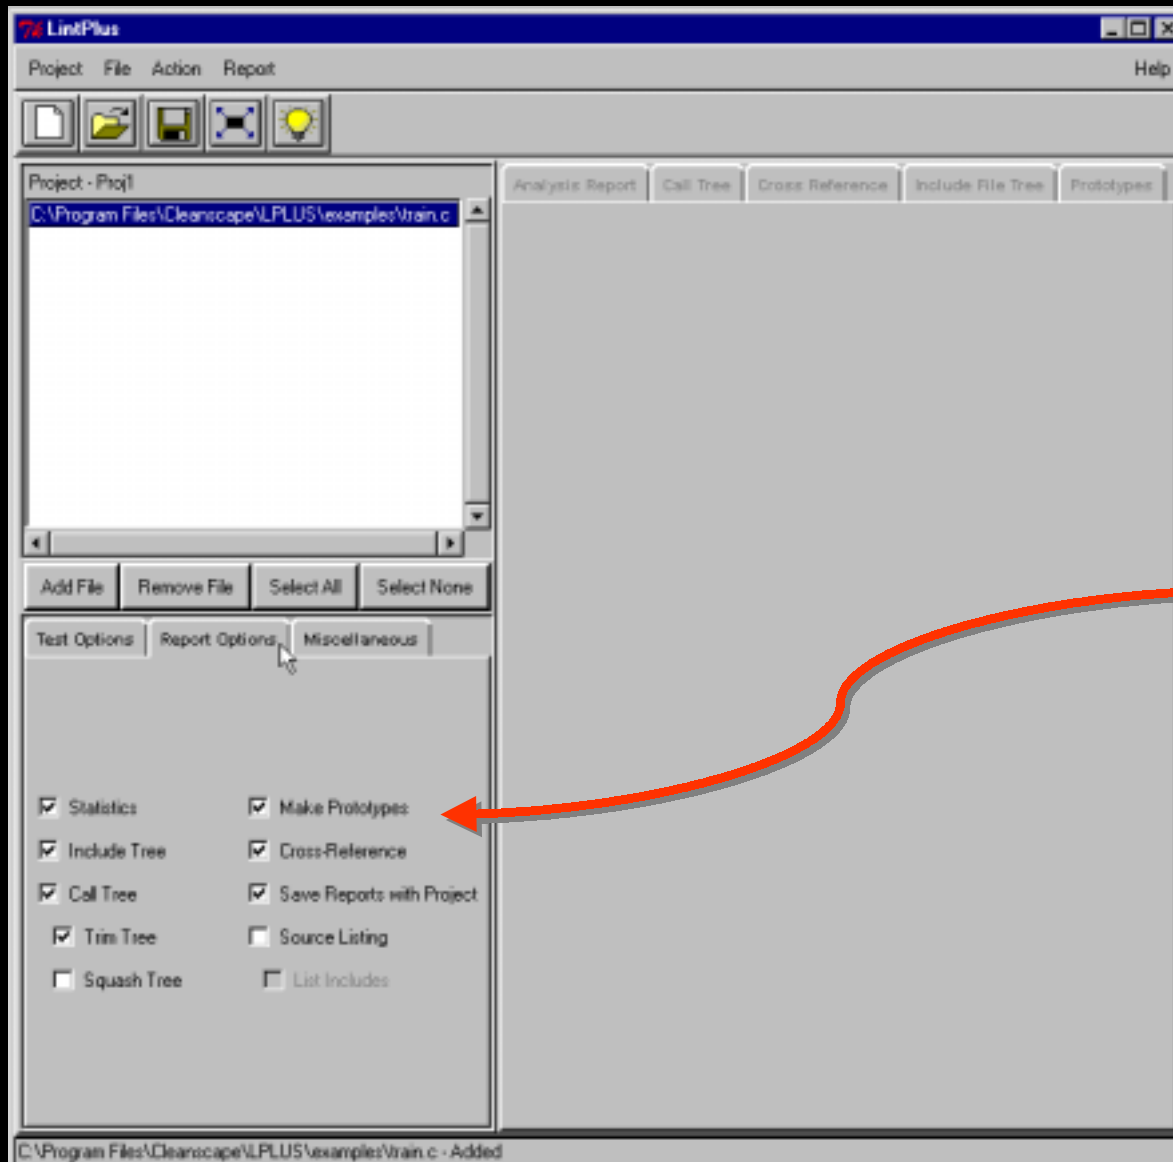 LintPlus
Project File Action Report Help
Project - Proj1
C:\Program Files\Cleanscape\LPLUS\examples\train.c
Analysis Report Call Tree Cross Reference Include File Tree Prototypes
Add File Remove File Select All Select None
Test Options Report Options Miscellaneous
Statistics Make Prototypes
Include Tree Cross-Reference
Call Tree Save Reports with Project
Trim Tree Source Listing
Squash Tree List Includes
C:\Program Files\Cleanscape\LPLUS\examples\train.c - Added